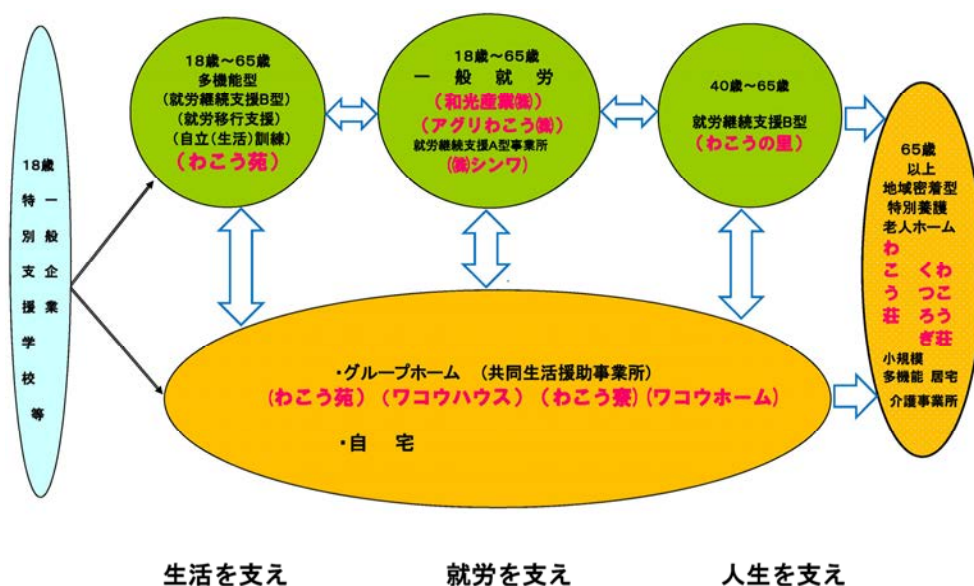 18歳
特別支援学校等
一般企業
18歳～65歳
多機能型
(就労継続支援B型)
(就労移行支援)
(自立(生活)訓練)
(わこう苑)
18歳～65歳
一般就労
(和光産業㈱)
(アグリわこう㈱)
就労継続支援A型事業所
(㈱シンワ)
40歳～65歳
就労継続支援B型
(わこうの里)
65歳
以上
地域密着型
特別養護
老人ホーム
わこう荘
わこう荘
くつろぎ
小規模
多機能 居宅
介護事業所
・グループホーム (共同生活援助事業所)
(わこう苑) (ワコウハウス) (わこう寮) (ワコウホーム)
・自 宅
生活を支え
就労を支え
人生を支え